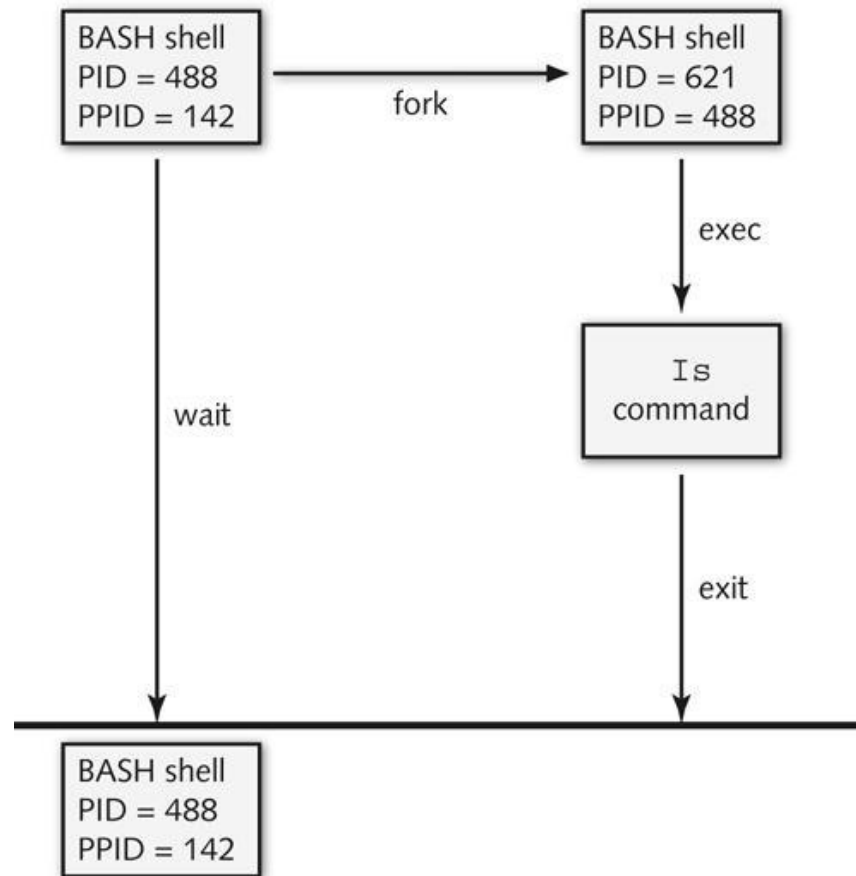 BASH shell
PID = 488
PPID = 142
fork
BASH shell
PID = 621
PPID = 488
exec
wait
Is
command
exit
BASH shell
PID = 488
PPID = 142